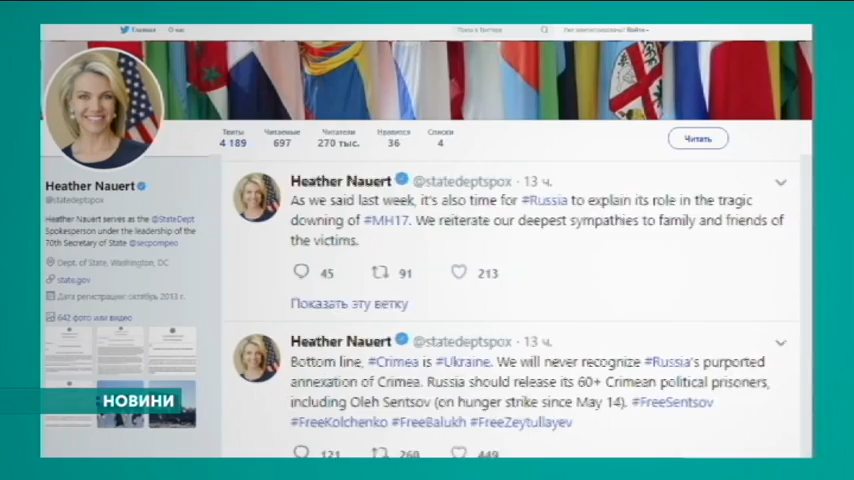 Главная О нас
Поиск в Твиттере
Уже зарегистрированы? Войти
Твиты Читаемые Читатели Нравится Списки
4 189 697 270 тыс. 36 4
Читать
Heather Nauert
@statedeptspox
Heather Nauert serves as the @StateDept
Spokesperson under the leadership of the
70th Secretary of State @secpompeo
Dept. of State, Washington, DC
state.gov
Дата регистрации: октябрь 2013 г.
642 фото или видео
Heather Nauert @statedeptspox · 13 ч.
As we said last week, it's also time for #Russia to explain its role in the tragic
downing of #MH17. We reiterate our deepest sympathies to family and friends of
the victims.
45 91 213
Показать эту ветку
Heather Nauert @statedeptspox · 13 ч.
Bottom line, #Crimea is #Ukraine. We will never recognize #Russia's purported
annexation of Crimea. Russia should release its 60+ Crimean political prisoners,
including Oleh Sentsov (on hunger strike since May 14). #FreeSentsov
#FreeKolchenko #FreeBalukh #FreeZeytullayev
121 260 449
НОВИНИ